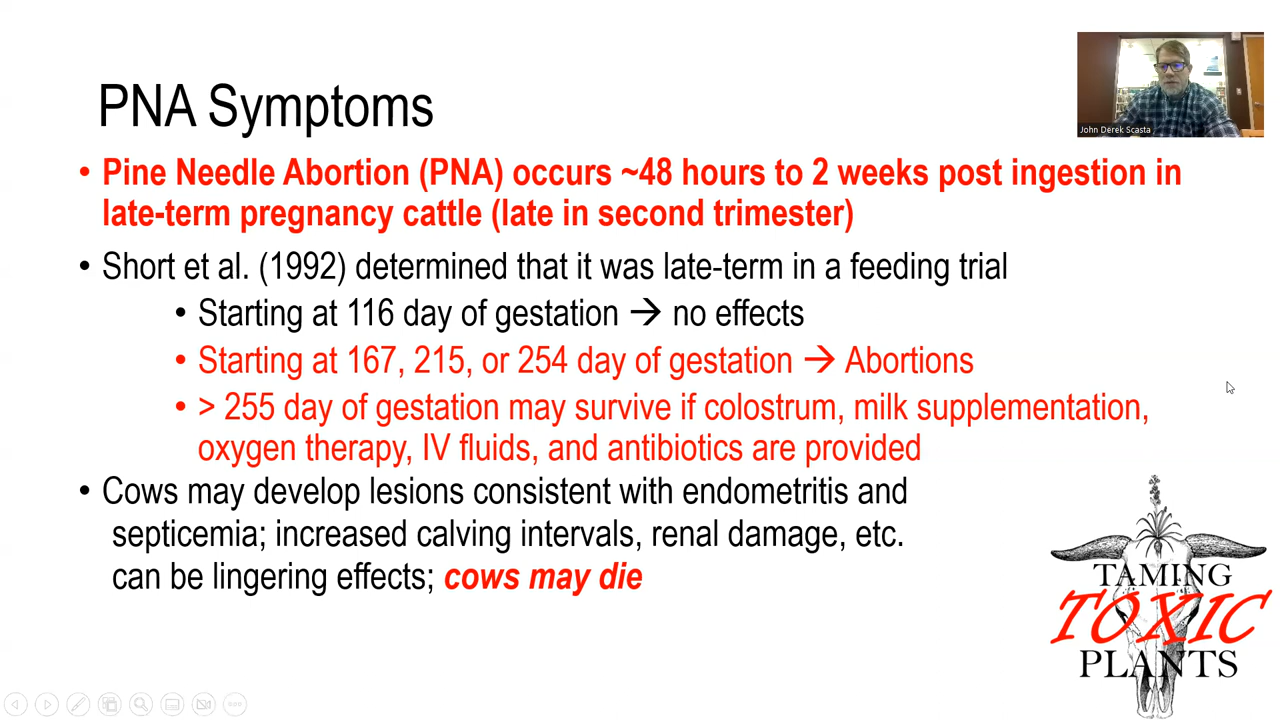 PNA Symptoms
John Derek Scasta
• Pine Needle Abortion (PNA) occurs ~48 hours to 2 weeks post ingestion in
late-term pregnancy cattle (late in second trimester)
• Short et al. (1992) determined that it was late-term in a feeding trial
• Starting at 116 day of gestation → no effects
• Starting at 167, 215, or 254 day of gestation → Abortions
• > 255 day of gestation may survive if colostrum, milk supplementation,
oxygen therapy, IV fluids, and antibiotics are provided
• Cows may develop lesions consistent with endometritis and
septicemia; increased calving intervals, renal damage, etc.
can be lingering effects; cows may die
TAMING
TOXIC
PLANTS